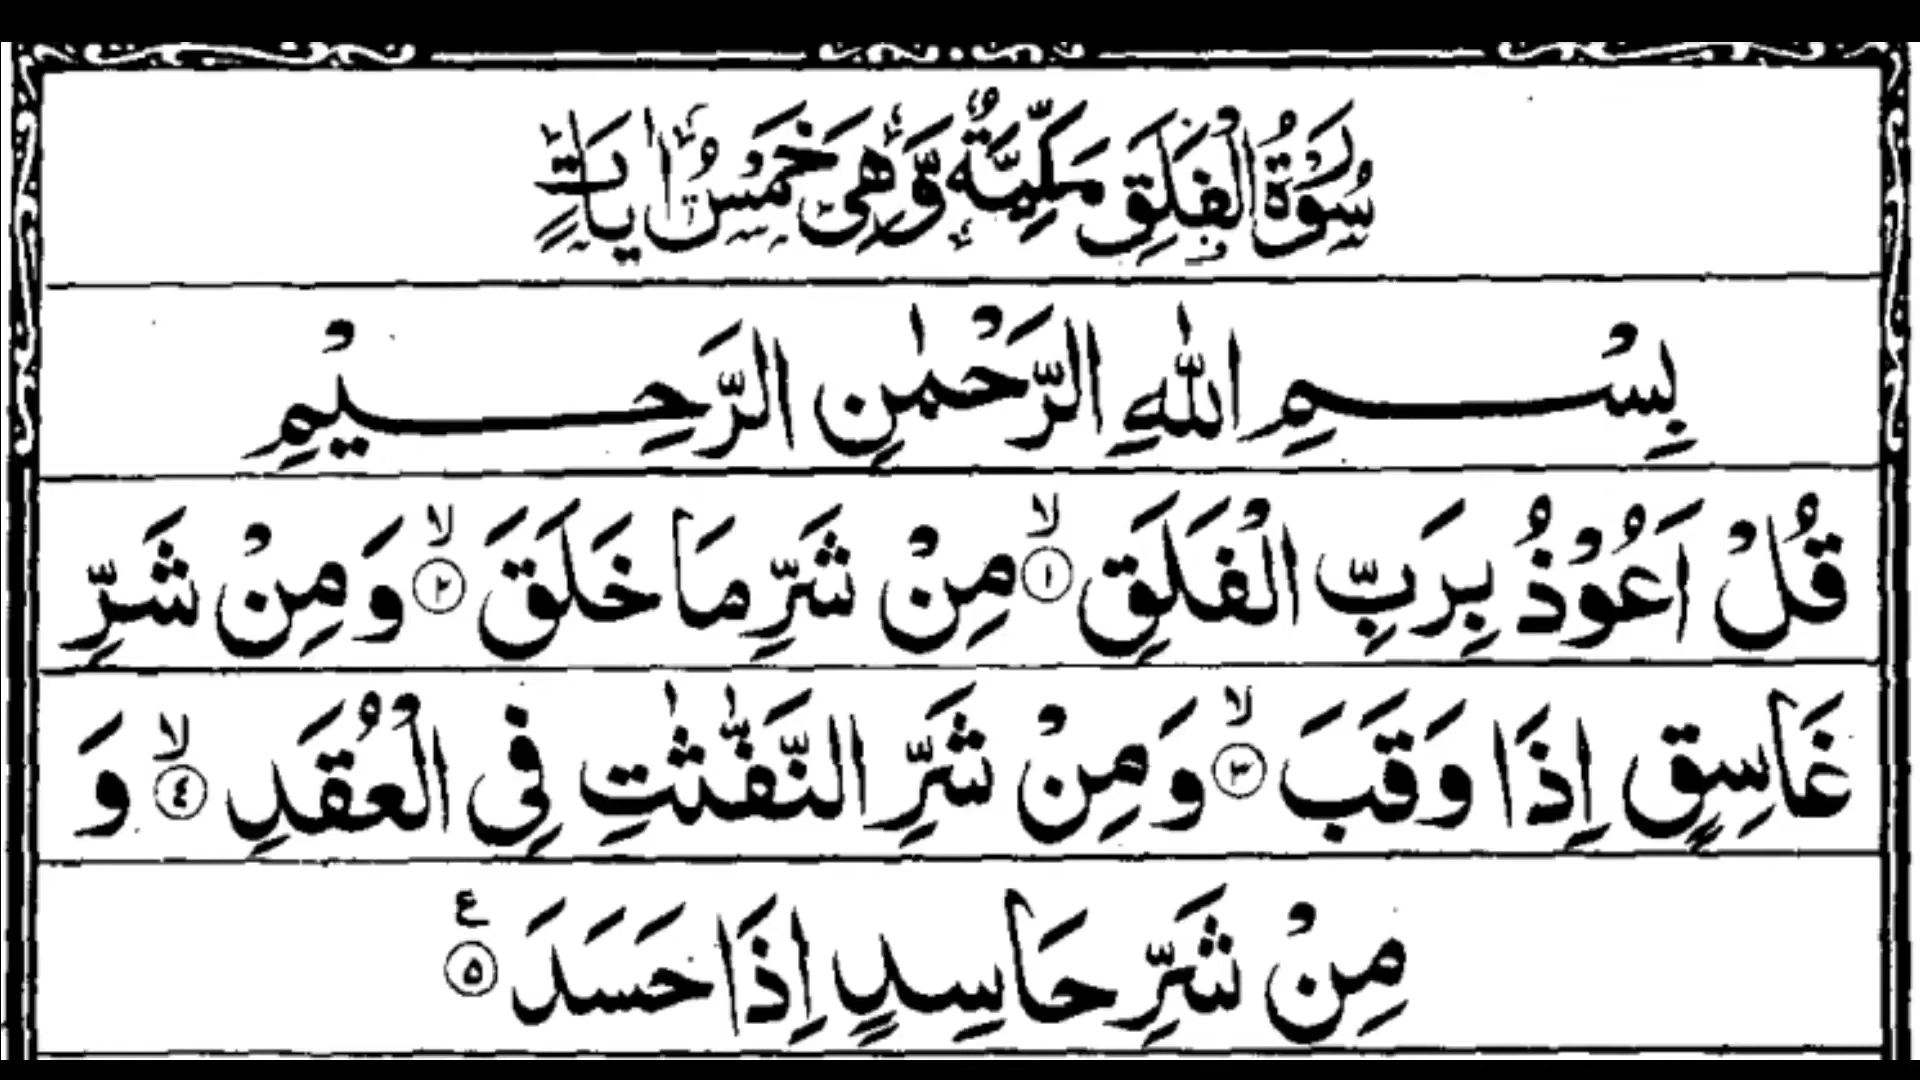 سُوْرَةُ الْفَلَقِ مَكِّيَّةٌ وَّهِىَ خَمْسُ اٰيَاتٍ
بِسْمِ اللّٰهِ الرَّحْمٰنِ الرَّحِيْمِ
قُلْ اَعُوْذُ بِرَبِّ الْفَلَقِ ۙ﴿۱﴾ مِنْ شَرِّ مَا خَلَقَ ۙ﴿۲﴾ وَمِنْ شَرِّ
غَاسِقٍ اِذَا وَقَبَ ۙ﴿۳﴾ وَمِنْ شَرِّ النَّفّٰثٰتِ فِى الْعُقَدِ ۙ﴿۴﴾ وَ
مِنْ شَرِّ حَاسِدٍ اِذَا حَسَدَ ﴿۵﴾ ع